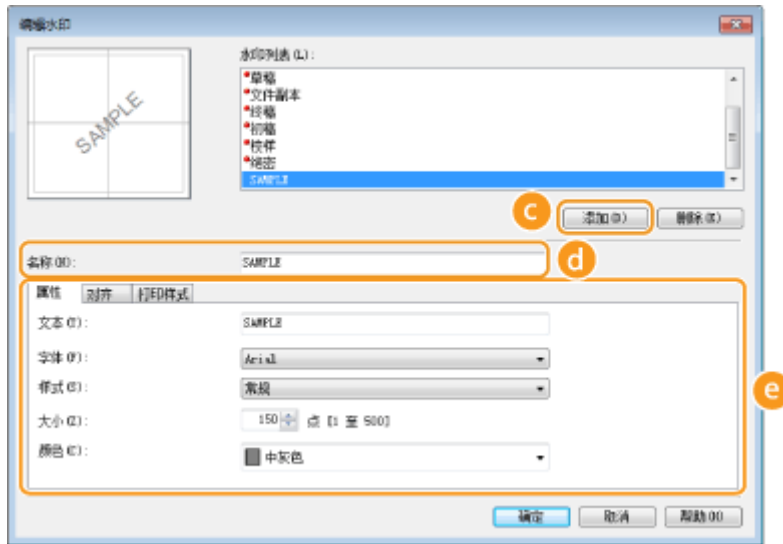 编辑水印
SAMPLE
水印列表(L):
草稿
文件副本
终稿
初稿
校样
绝密
SAMPLE
C
添加(D)
删除(E)
名称(N):
SAMPLE
d
属性
对齐
打印样式
文本(T):
SAMPLE
字体(F):
Arial
样式(S):
常规
e
大小(Z):
150 点 [1 至 500]
颜色(C):
中灰色
确定
取消
帮助(H)